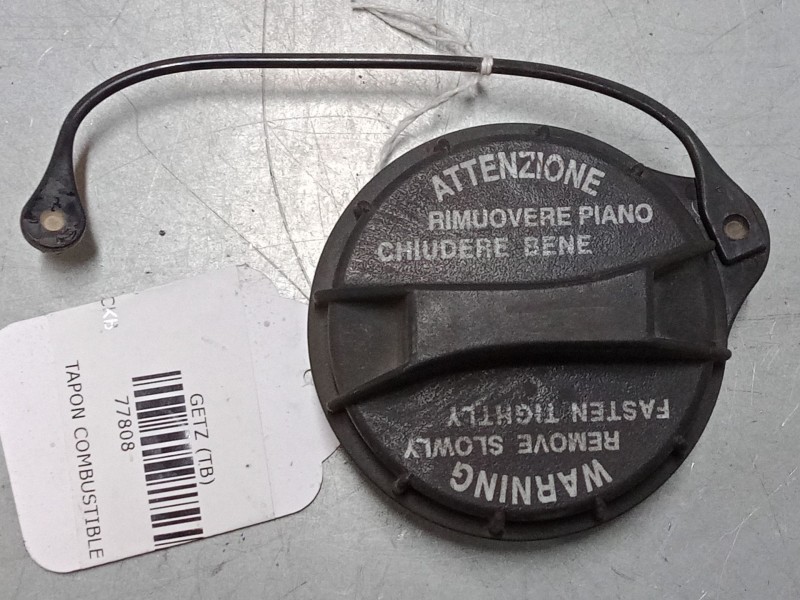 ATTENZIONE
RIMUOVERE PIANO
CHIUDERE BENE
WARNING
REMOVE SLOWLY
FASTEN TIGHTLY
GETZ (TB)
77808
TAPON COMBUSTIBLE